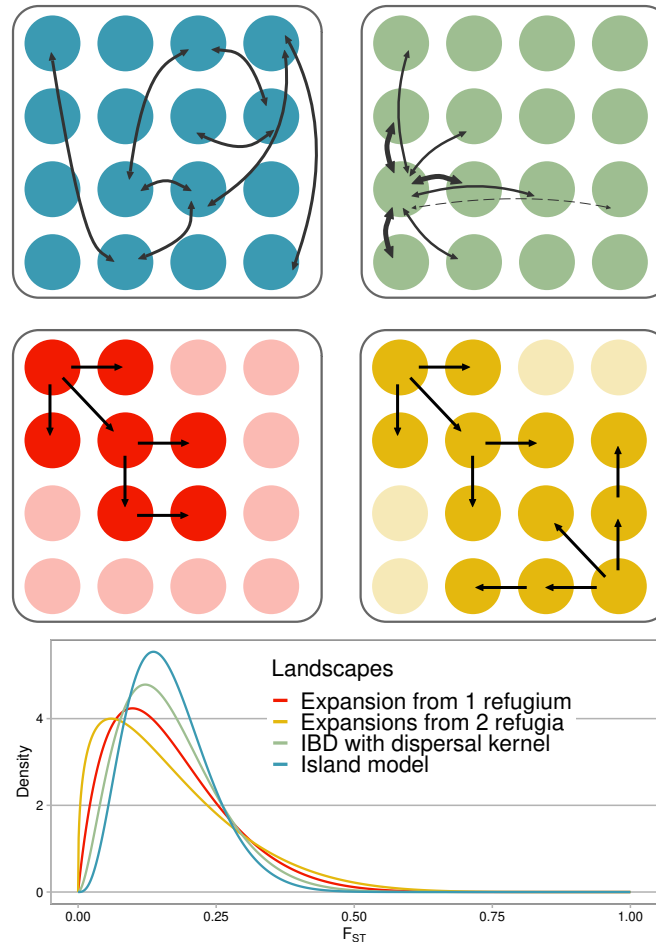 Landscapes
Expansion from 1 refugium
Expansions from 2 refugia
IBD with dispersal kernel
Island model
Density
4
2
0
0.00 0.25 0.50 0.75 1.00
FST